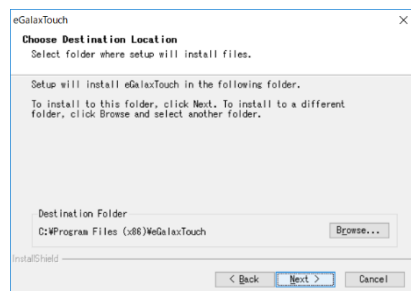 eGalaxTouch
Choose Destination Location
Select folder where setup will install files.
Setup will install eGalaxTouch in the following folder.
To install to this folder, click Next. To install to a different
folder, click Browse and select another folder.
Destination Folder
C:¥Program Files (x86)¥eGalaxTouch
Browse...
InstallShield
< Back
Next >
Cancel